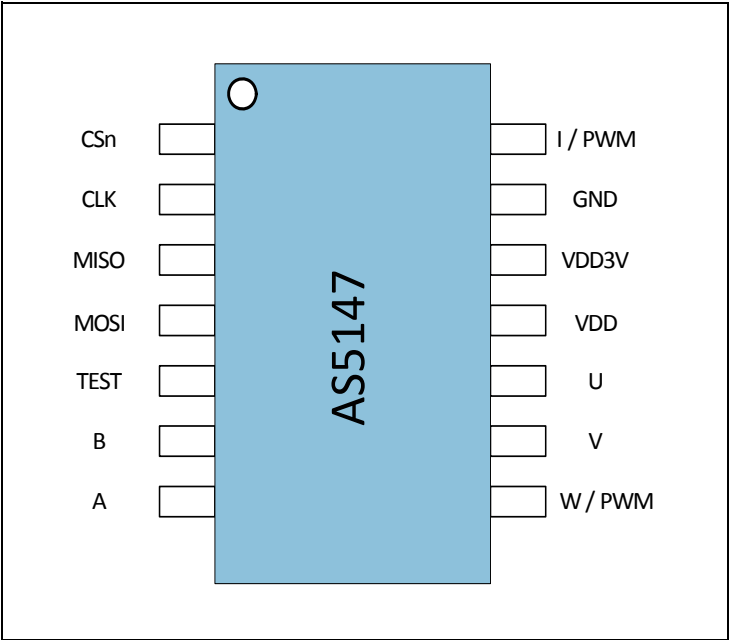 CSn
CLK
MISO
MOSI
TEST
B
A
AS5147
I / PWM
GND
VDD3V
VDD
U
V
W / PWM